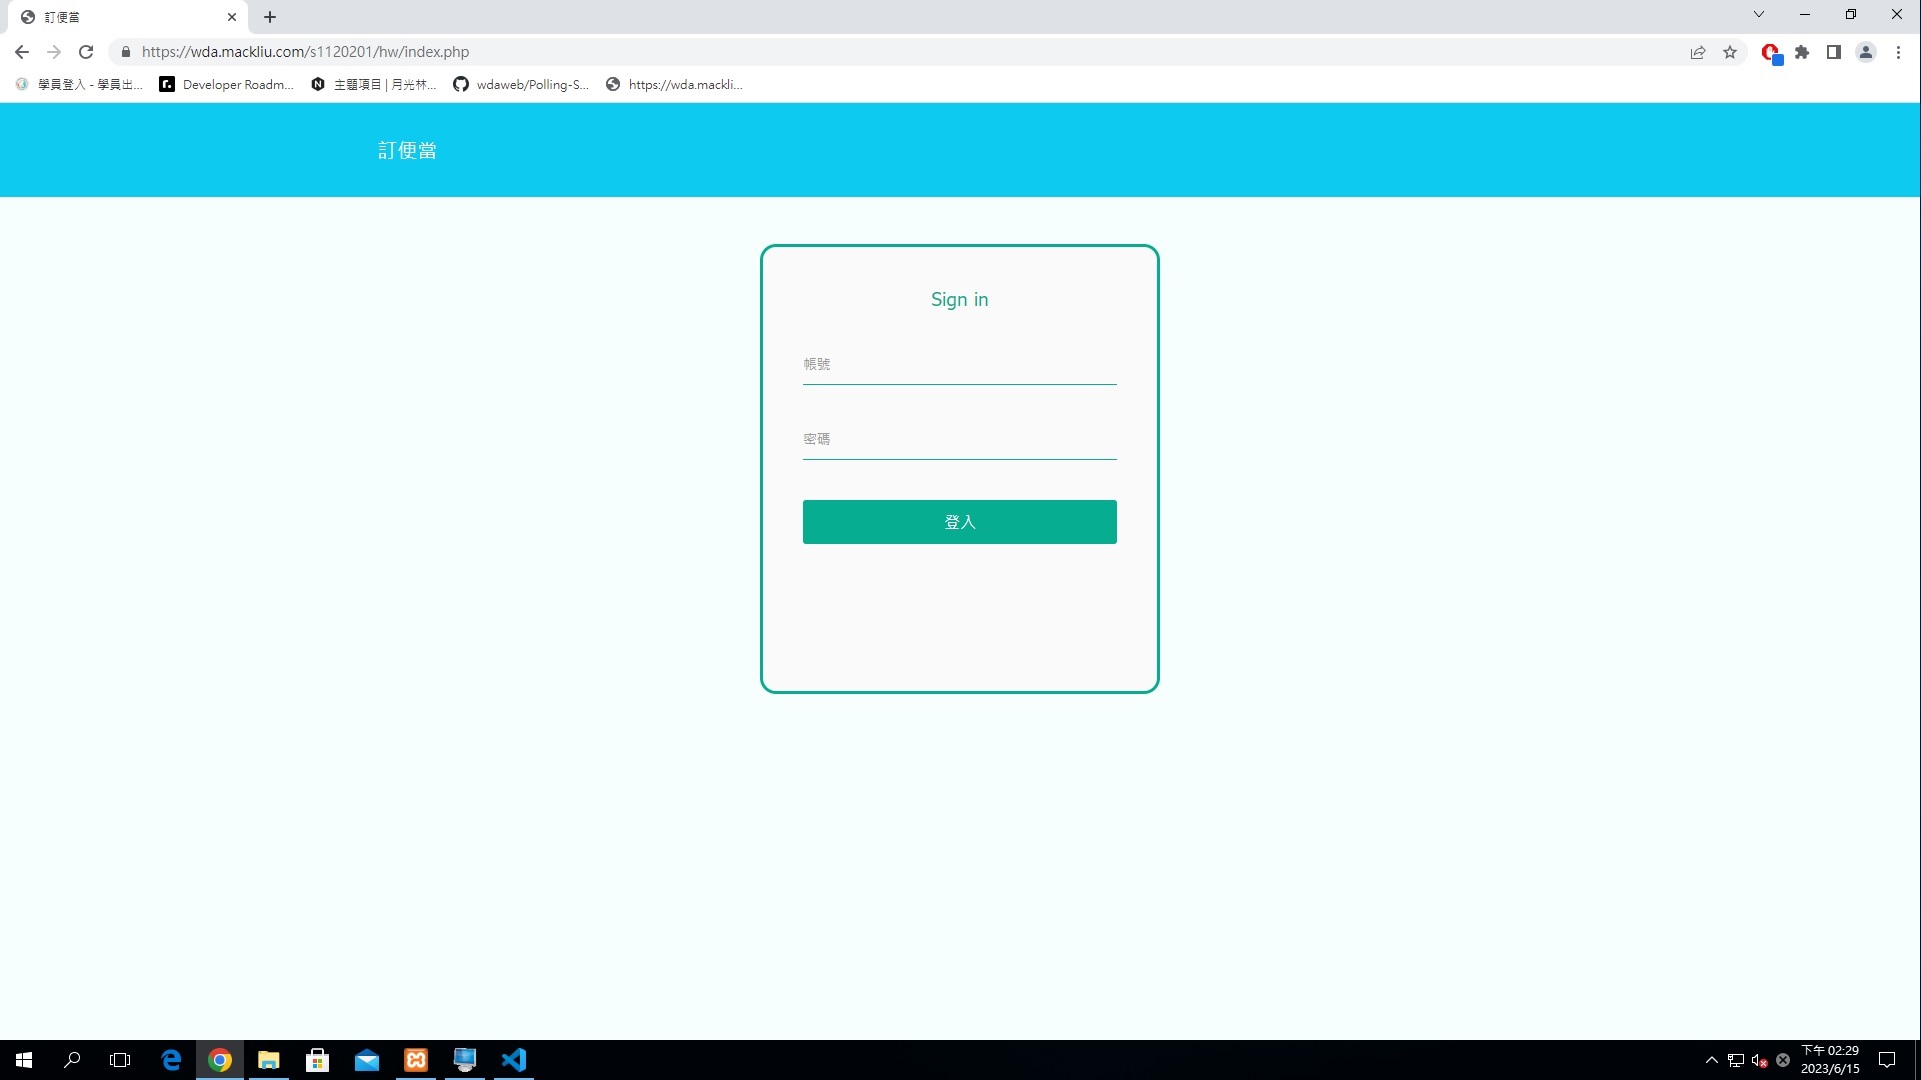 訂便當
https://wda.mackliu.com/s1120201/hw/index.php
學員登入 - 學員出...
Developer Roadm...
主題項目 | 月光林...
wdaweb/Polling-S...
https://wda.mackli...
訂便當
Sign in
帳號
密碼
登入
下午 02:29
2023/6/15